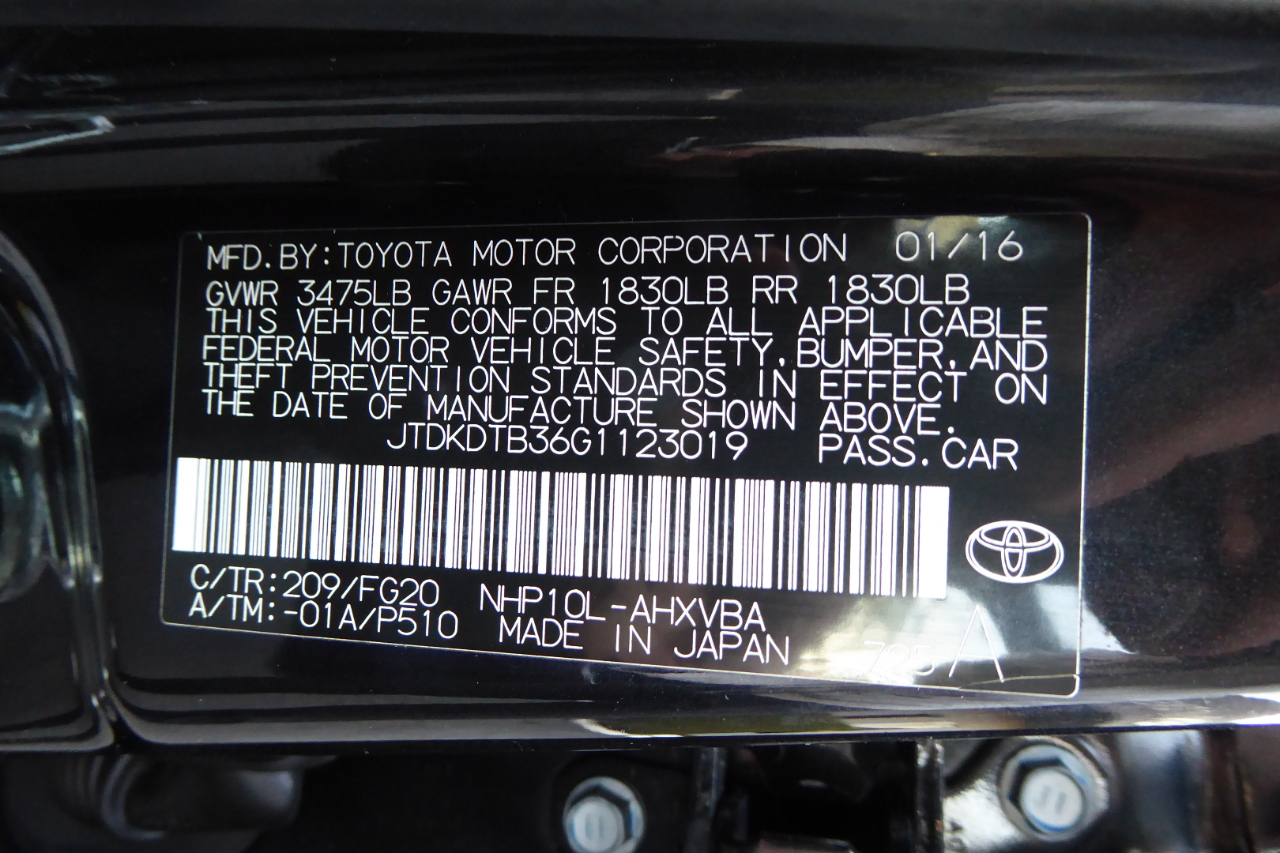 MFD.BY:TOYOTA MOTOR CORPORATION 01/16
GVWR 3475LB GAWR FR 1830LB RR 1830LB
THIS VEHICLE CONFORMS TO ALL APPLICABLE
FEDERAL MOTOR VEHICLE SAFETY,BUMPER,AND
THEFT PREVENTION STANDARDS IN EFFECT ON
THE DATE OF MANUFACTURE SHOWN ABOVE.
JTDKDTB36G1123019 PASS.CAR
C/TR:209/FG20 NHP10L-AHXVBA
A/TM:-01A/P510 MADE IN JAPAN
A